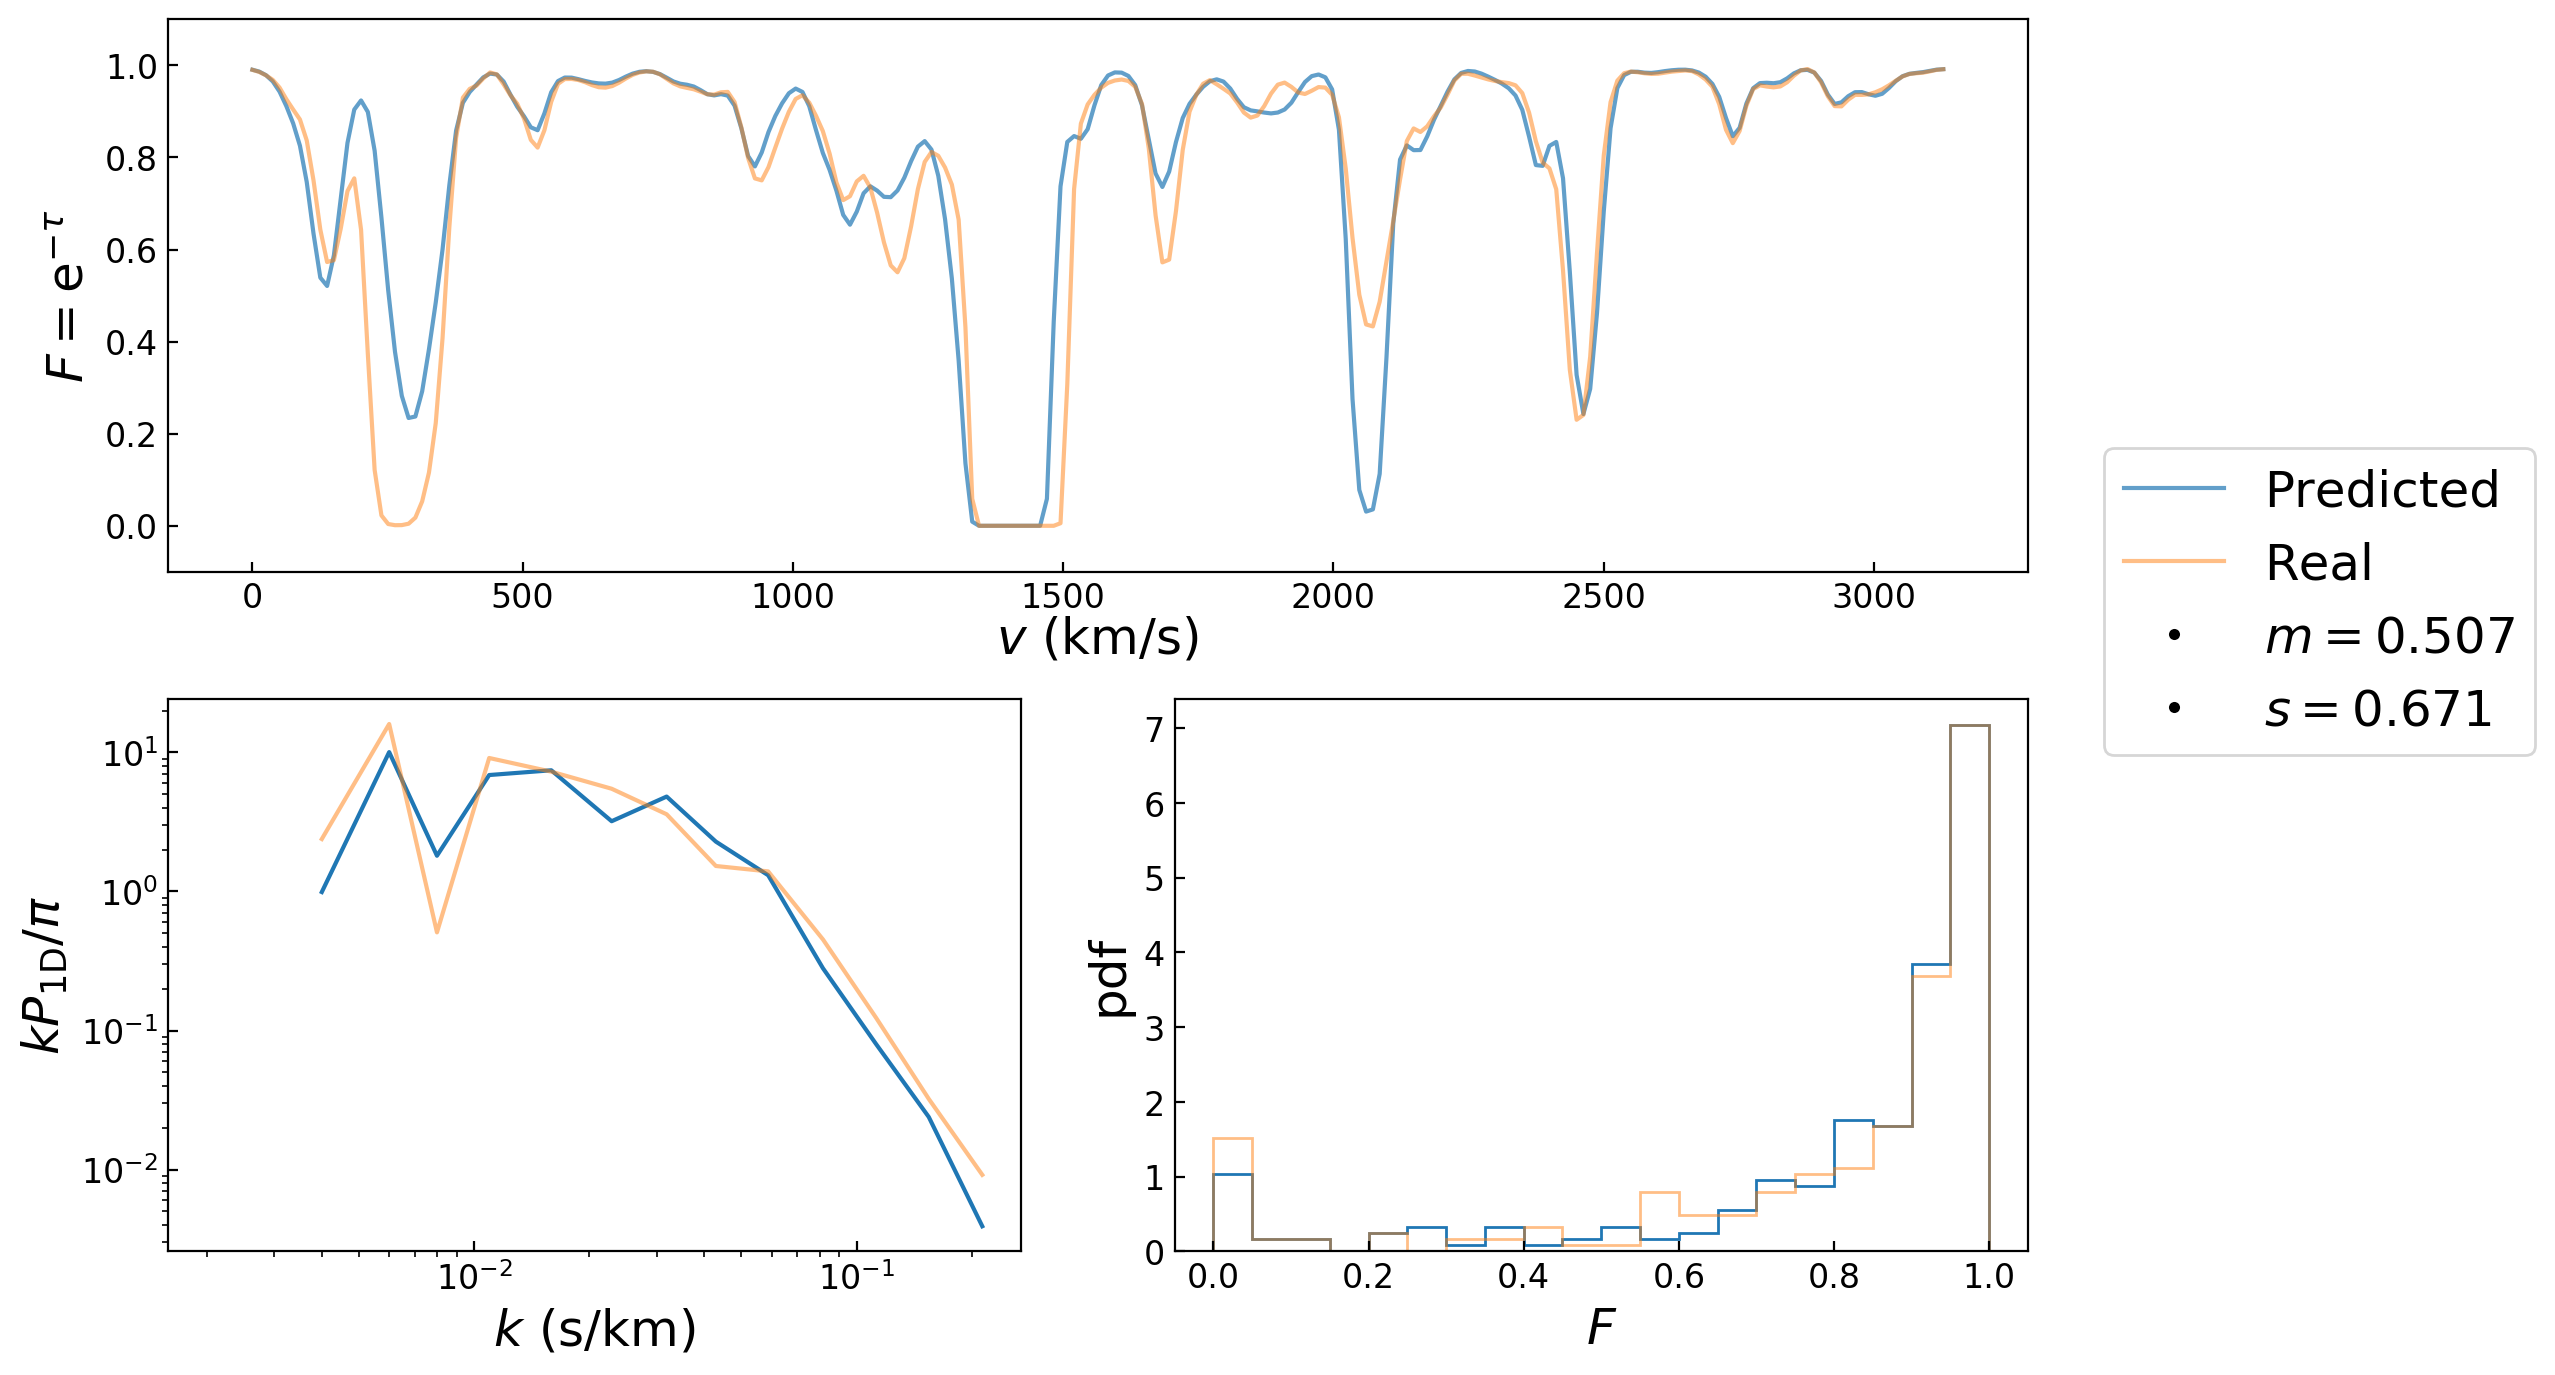 F = e^{-τ}
1.0
0.8
0.6
0.4
0.2
0.0
0 500 1000 1500 2000 2500 3000
v (km/s)
Predicted
Real
m = 0.507
s = 0.671
kP_{1D}/π
10^1
10^0
10^{-1}
10^{-2}
10^{-2} 10^{-1}
k (s/km)
pdf
7
6
5
4
3
2
1
0
0.0 0.2 0.4 0.6 0.8 1.0
F